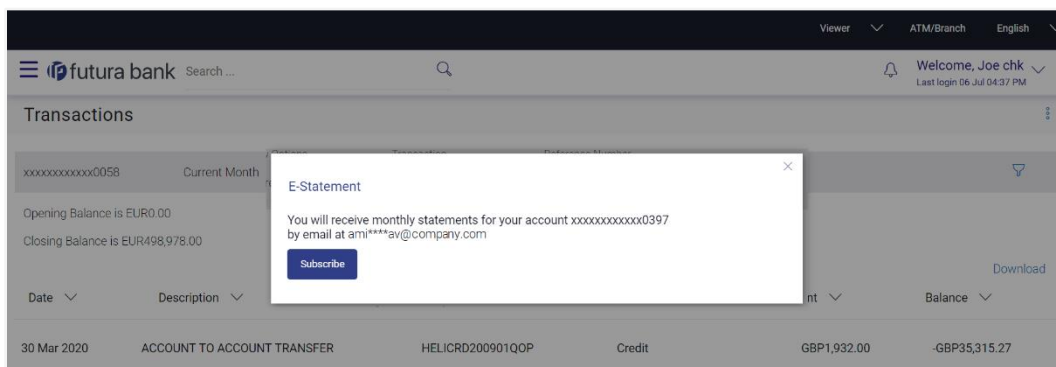 Viewer ATM/Branch English
futura bank Search ... Welcome, Joe chk
Last login 06 Jul 04:37 PM
Transactions
xxxxxxxxxxxx0058 Current Month
E-Statement
You will receive monthly statements for your account xxxxxxxxxxxx0397
by email at ami****av@company.com
Subscribe
Opening Balance is EUR0.00
Closing Balance is EUR498,978.00
Download
Date Description nt Balance
30 Mar 2020 ACCOUNT TO ACCOUNT TRANSFER HELICRD200901QOP Credit GBP1,932.00 -GBP35,315.27